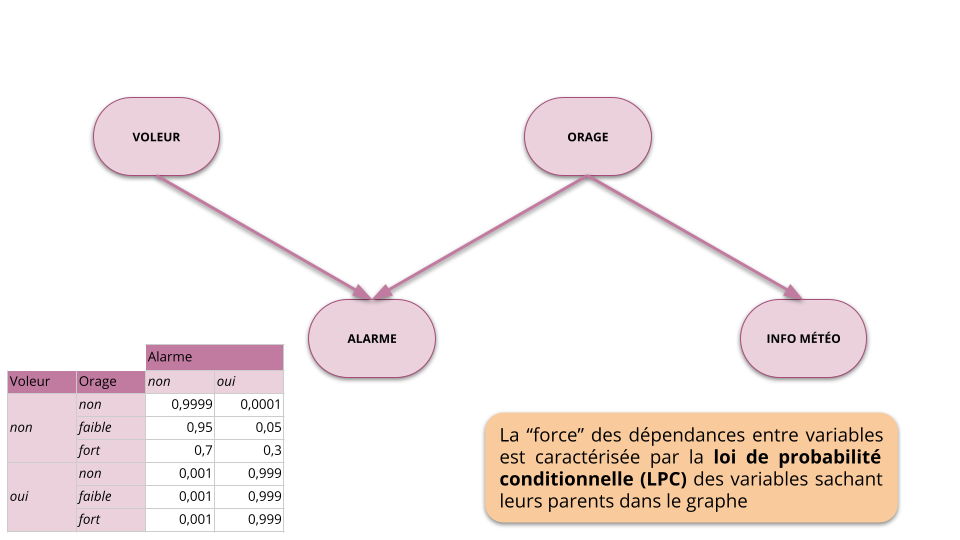 VOLEUR
ORAGE
ALARME
INFO MÉTÉO
Alarme
Voleur Orage non oui
non 0,9999 0,0001
non faible 0,95 0,05
fort 0,7 0,3
non 0,001 0,999
oui faible 0,001 0,999
fort 0,001 0,999
La “force” des dépendances entre variables
est caractérisée par la loi de probabilité
conditionnelle (LPC) des variables sachant
leurs parents dans le graphe